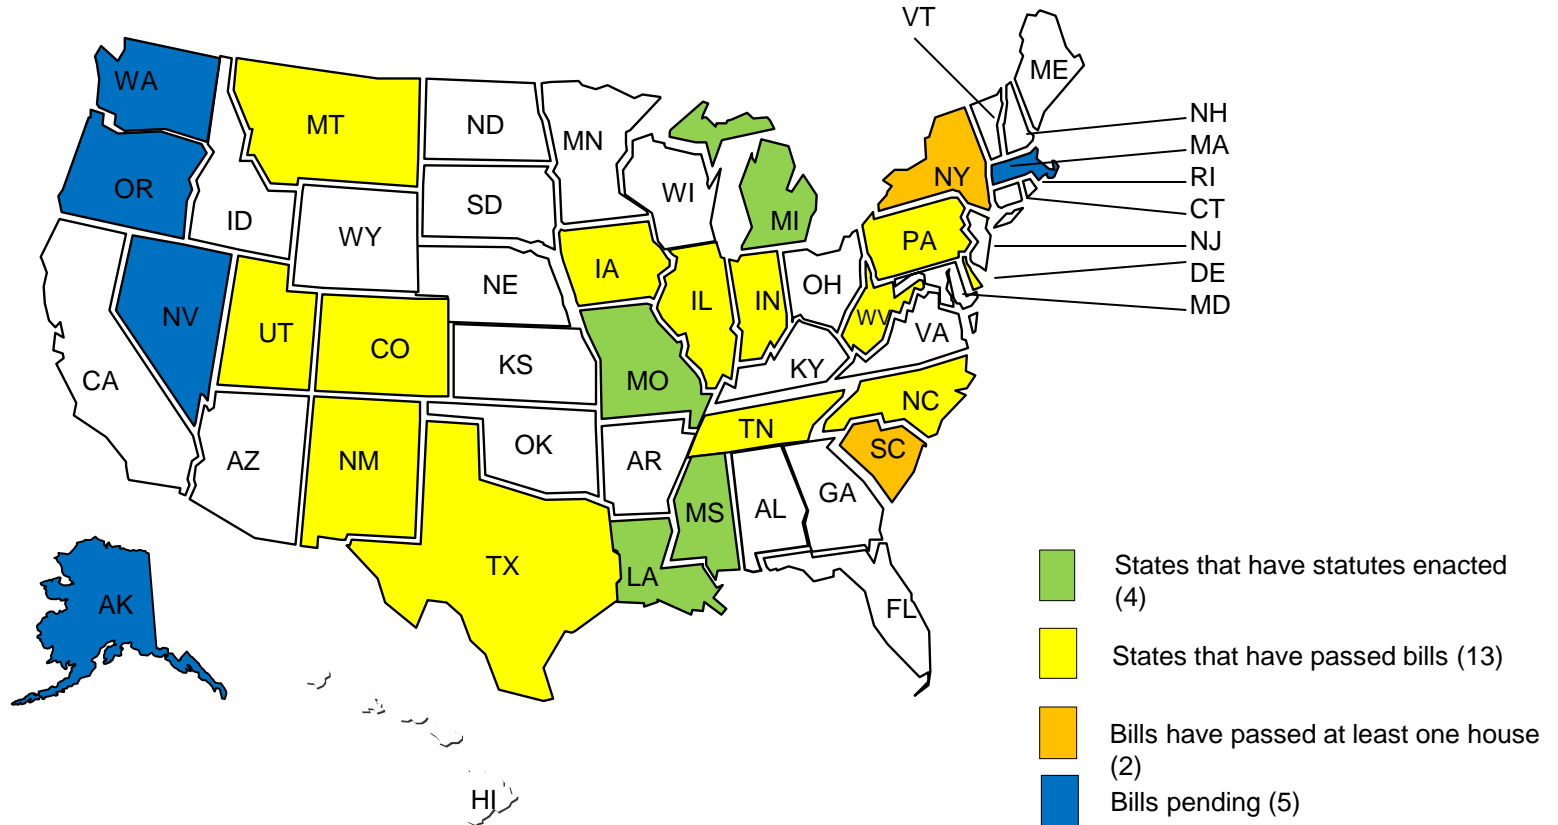 VT
ME
WA
MT
ND
MN
NH
MA
RI
CT
NJ
DE
MD
OR
ID
SD
WI
NY
MI
WY
PA
IA
NE
OH
IL
IN
NV
UT
CO
WV
VA
KS
KY
CA
MO
NC
TN
OK
SC
AZ
NM
AR
GA
MS
AL
TX
LA
AK
FL
HI
States that have statutes enacted
(4)
States that have passed bills (13)
Bills have passed at least one house
(2)
Bills pending (5)